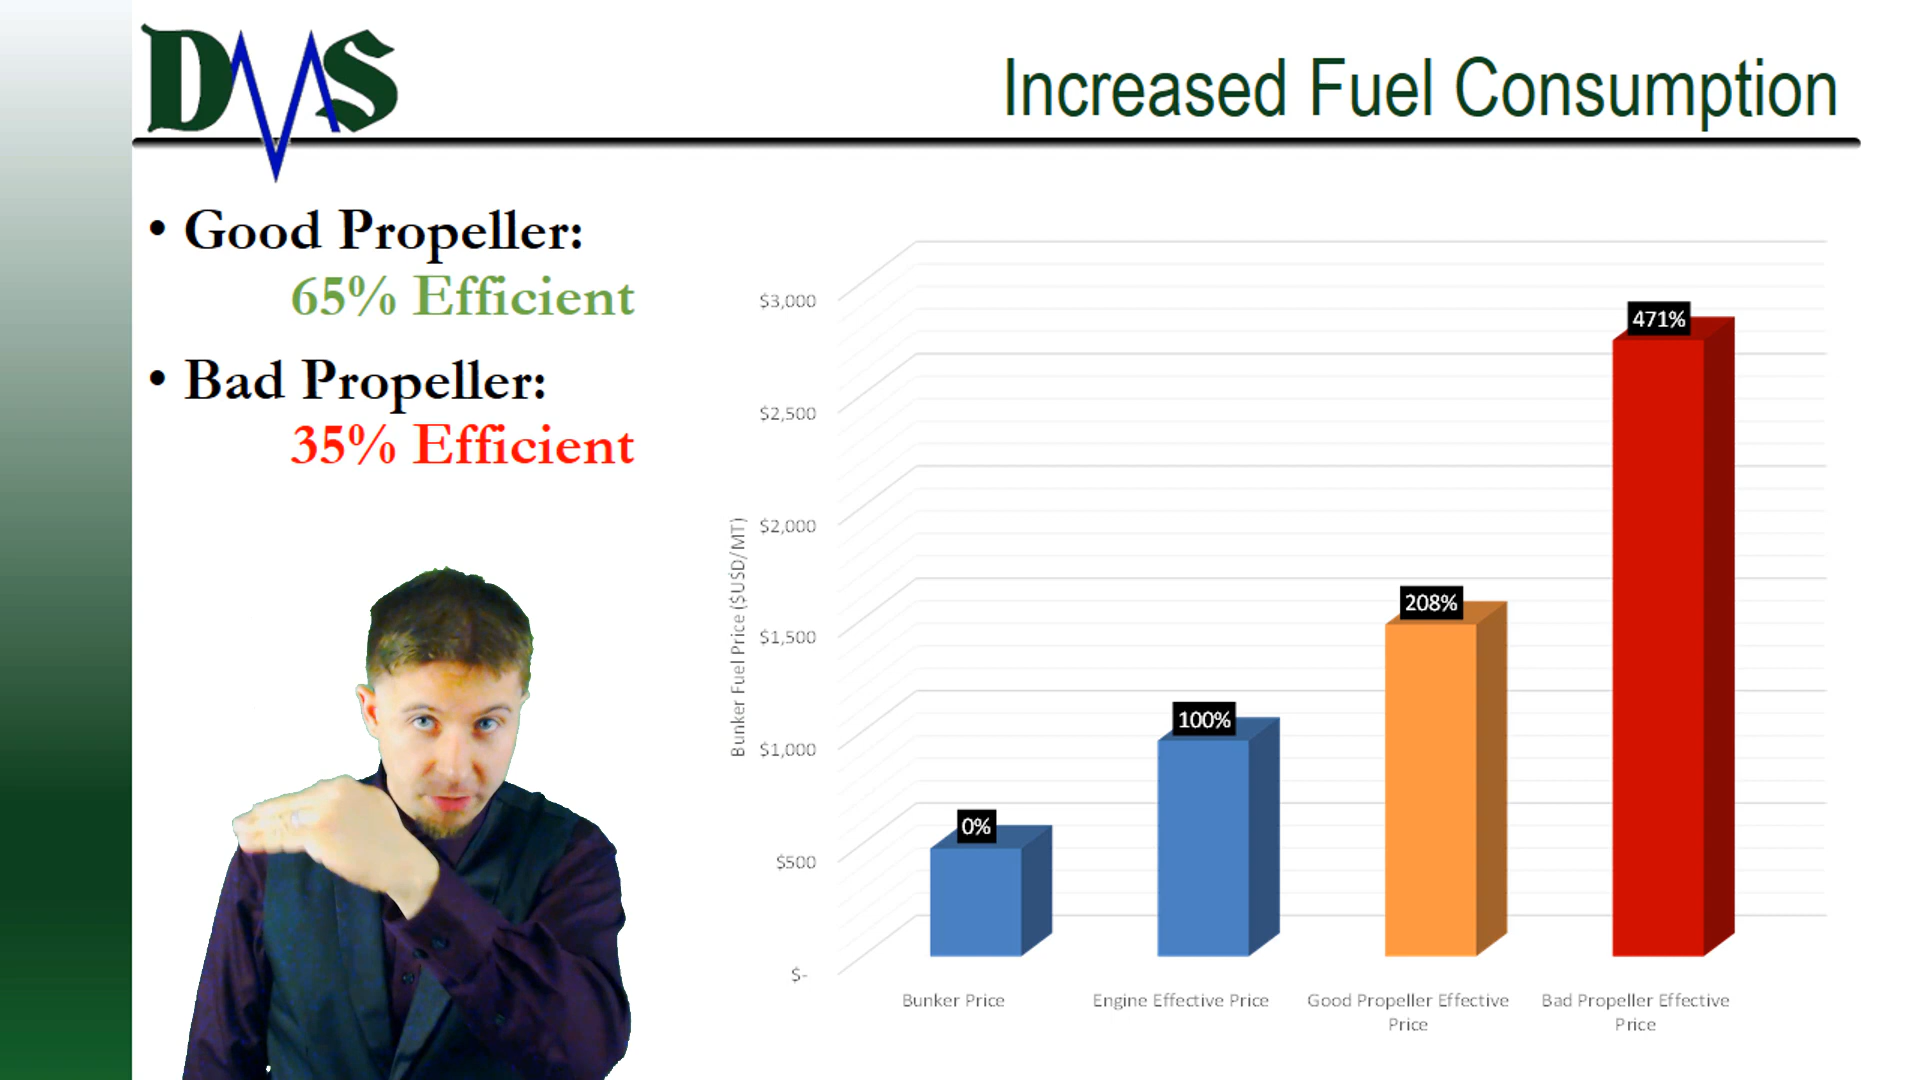 DMS
Increased Fuel Consumption
• Good Propeller:
65% Efficient
• Bad Propeller:
35% Efficient
Bunker Fuel Price ($USD/MT)
$3,000
$2,500
$2,000
$1,500
$1,000
$500
$-
0%
100%
208%
471%
Bunker Price
Engine Effective Price
Good Propeller Effective
Price
Bad Propeller Effective
Price